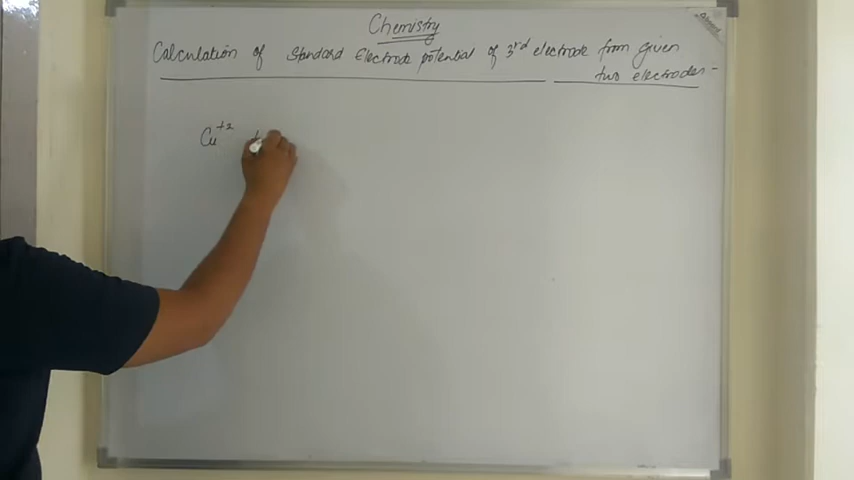 Chemistry
Calculation of Standard Electrode potential of 3rd electrode from given
two electrodes-
Cu+2 +